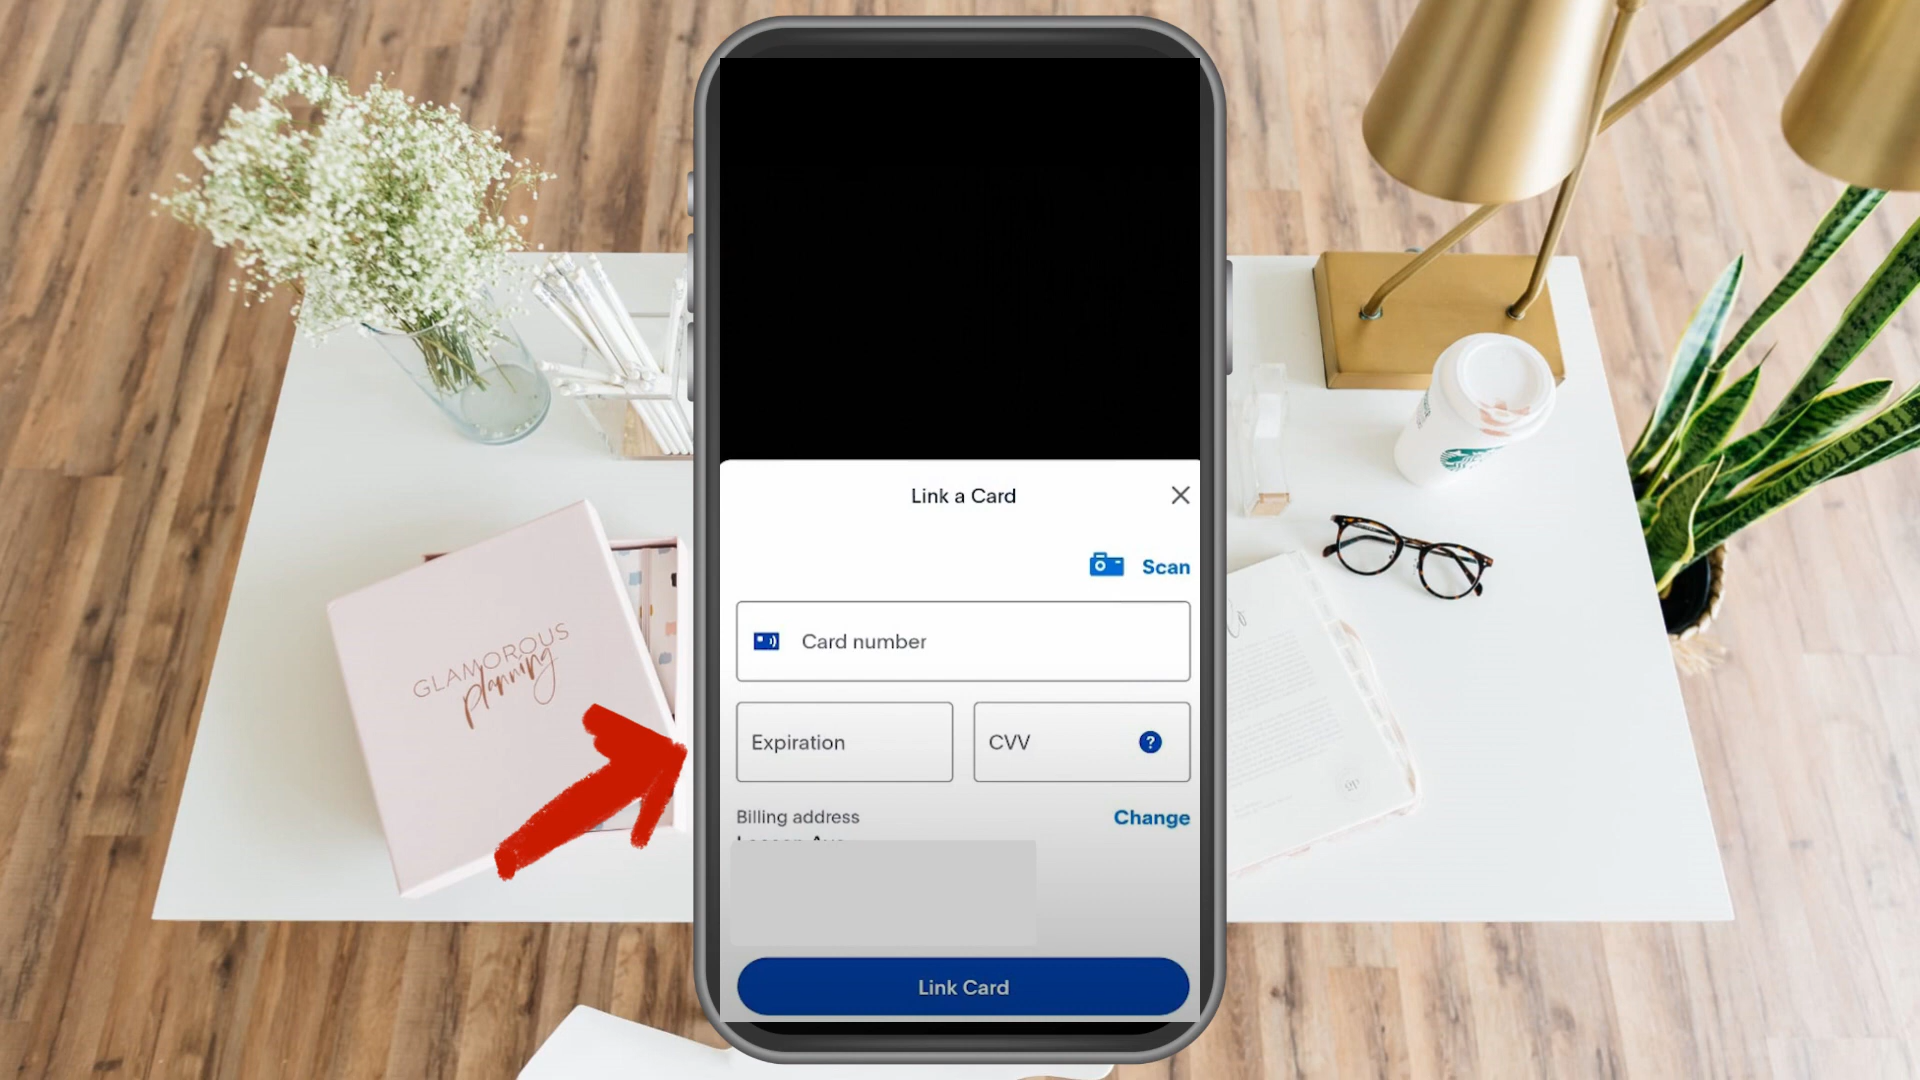 Link a Card
Scan
Card number
Expiration
CVV
?
Billing address
Change
Link Card
GLAMOROUS
planning